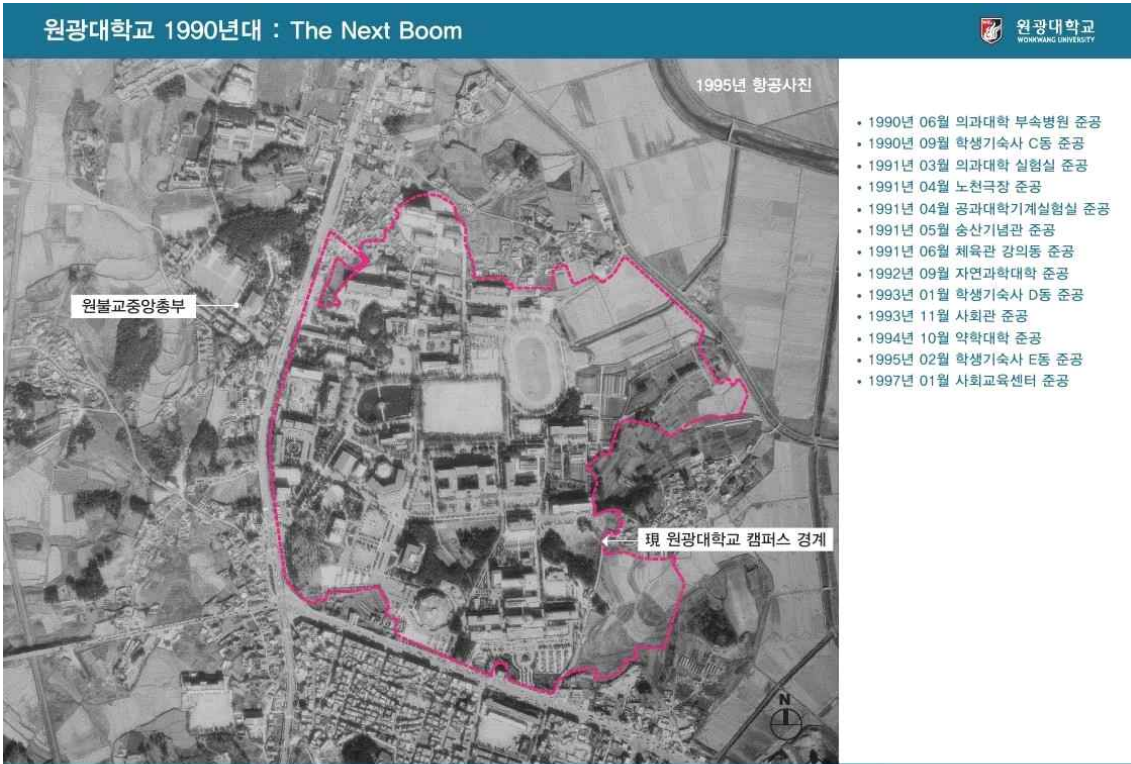 원광대학교 1990년대 : The Next Boom
원광대학교
WONKWANG UNIVERSITY
1995년 항공사진
• 1990년 06월 의과대학 부속병원 준공
• 1990년 09월 학생기숙사 C동 준공
• 1991년 03월 의과대학 실험실 준공
• 1991년 04월 노천극장 준공
• 1991년 04월 공과대학기계실험실 준공
• 1991년 05월 숭산기념관 준공
• 1991년 06월 체육관 강의동 준공
• 1992년 09월 자연과학대학 준공
• 1993년 01월 학생기숙사 D동 준공
• 1993년 11월 사회관 준공
• 1994년 10월 약학대학 준공
• 1995년 02월 학생기숙사 E동 준공
• 1997년 01월 사회교육센터 준공
원불교중앙총부
現 원광대학교 캠퍼스 경계
N